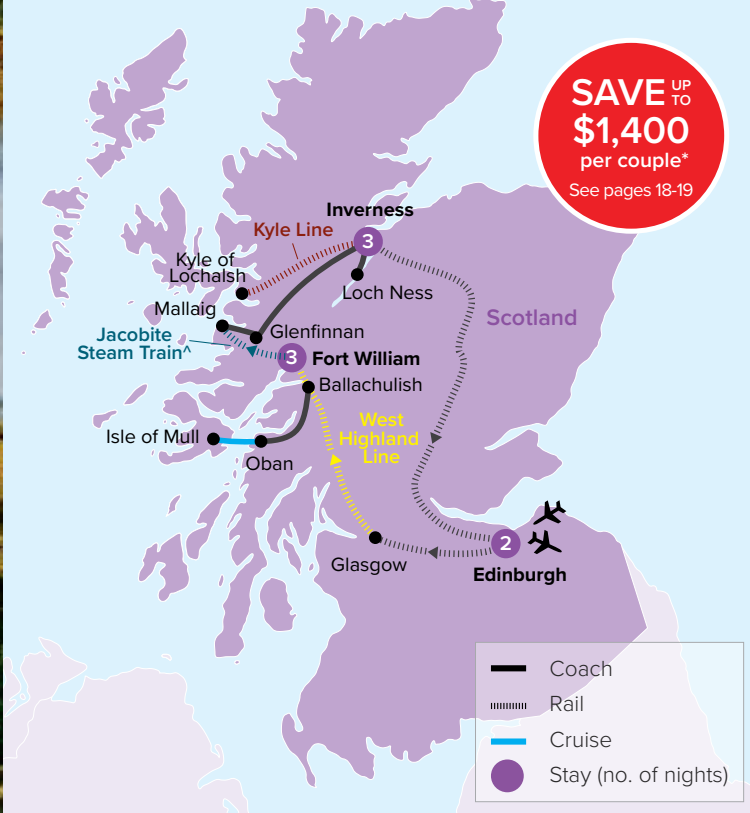 SAVE UP TO
$1,400
per couple*
See pages 18-19
Inverness
3
Kyle Line
Kyle of
Lochalsh
Loch Ness
Mallaig
Scotland
Glenfinnan
Jacobite
Steam Train^
3
Fort William
Ballachulish
West
Highland
Line
Isle of Mull
Oban
2
Glasgow
Edinburgh
Coach
Rail
Cruise
Stay (no. of nights)